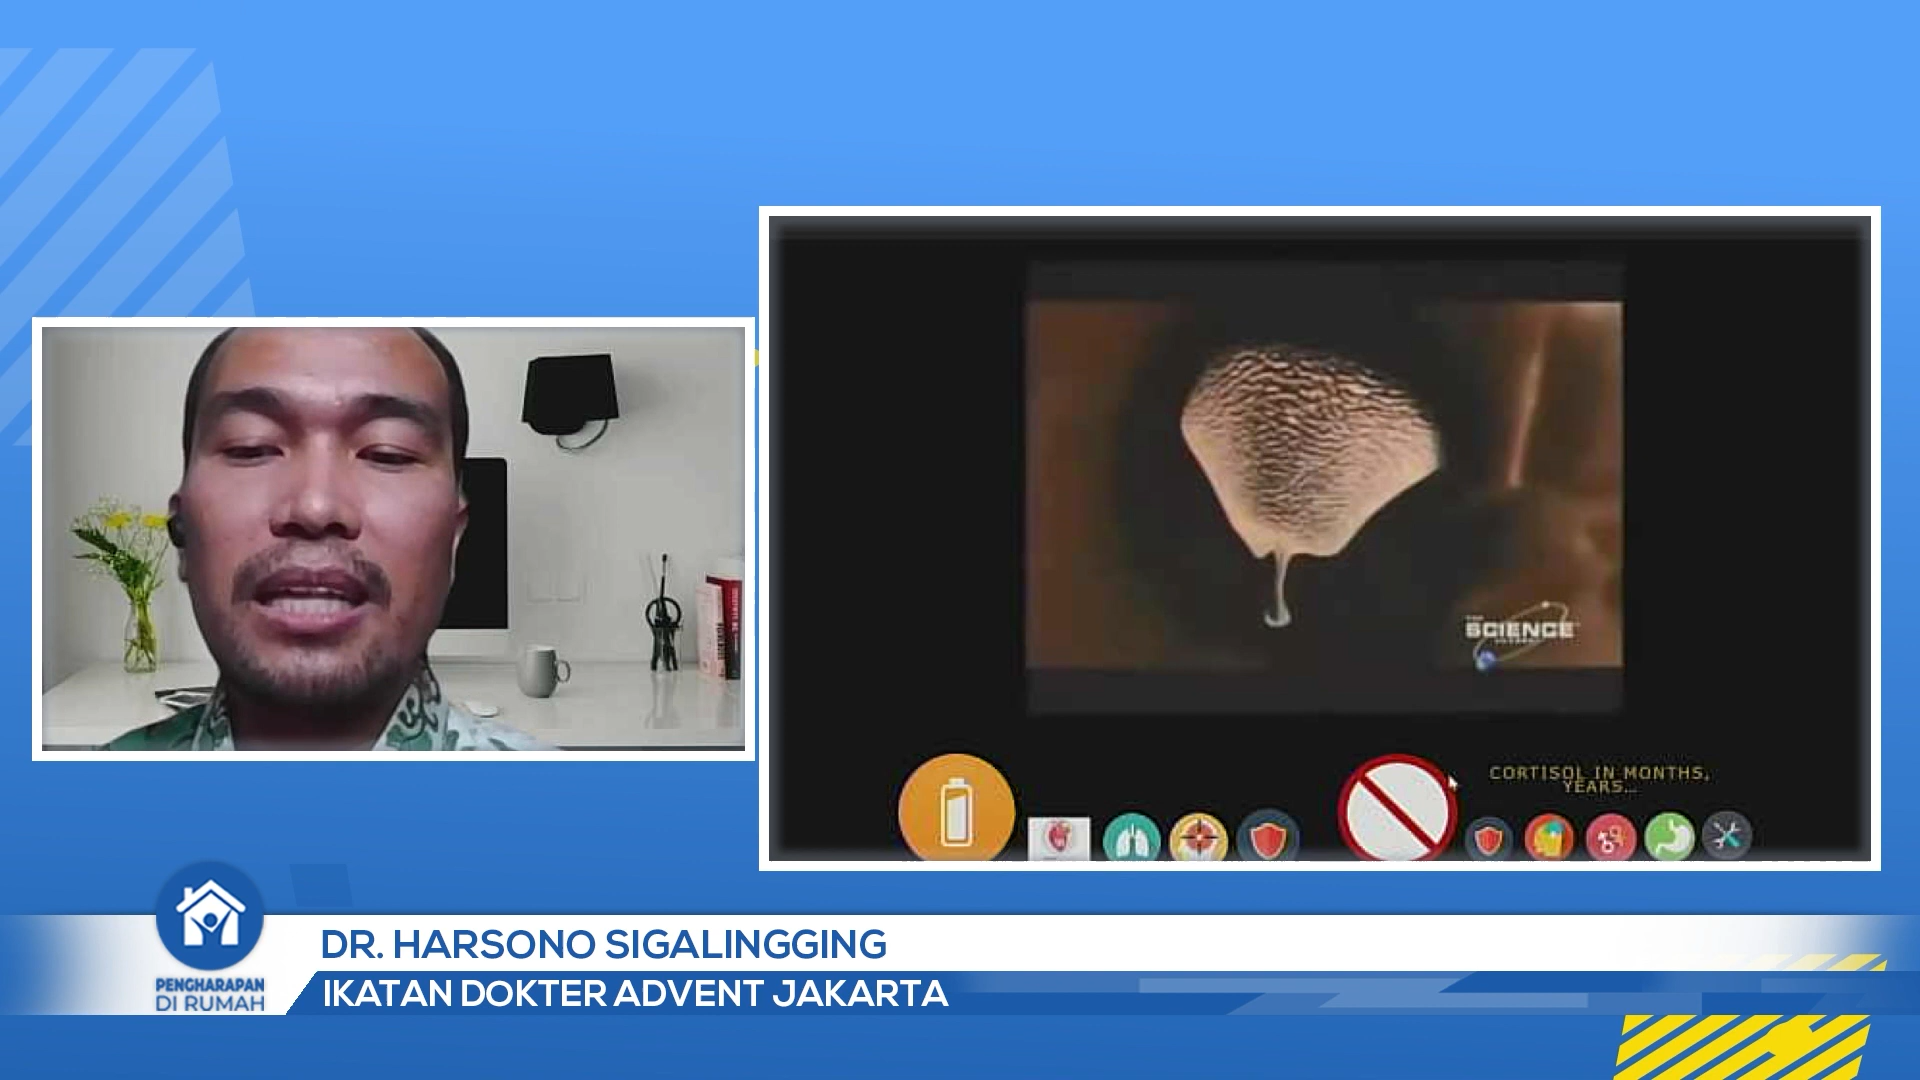 SCIENCE
CORTISOL IN MONTHS,
YEARS...
DR. HARSONO SIGALINGGING
IKATAN DOKTER ADVENT JAKARTA
PENGHARAPAN
DI RUMAH